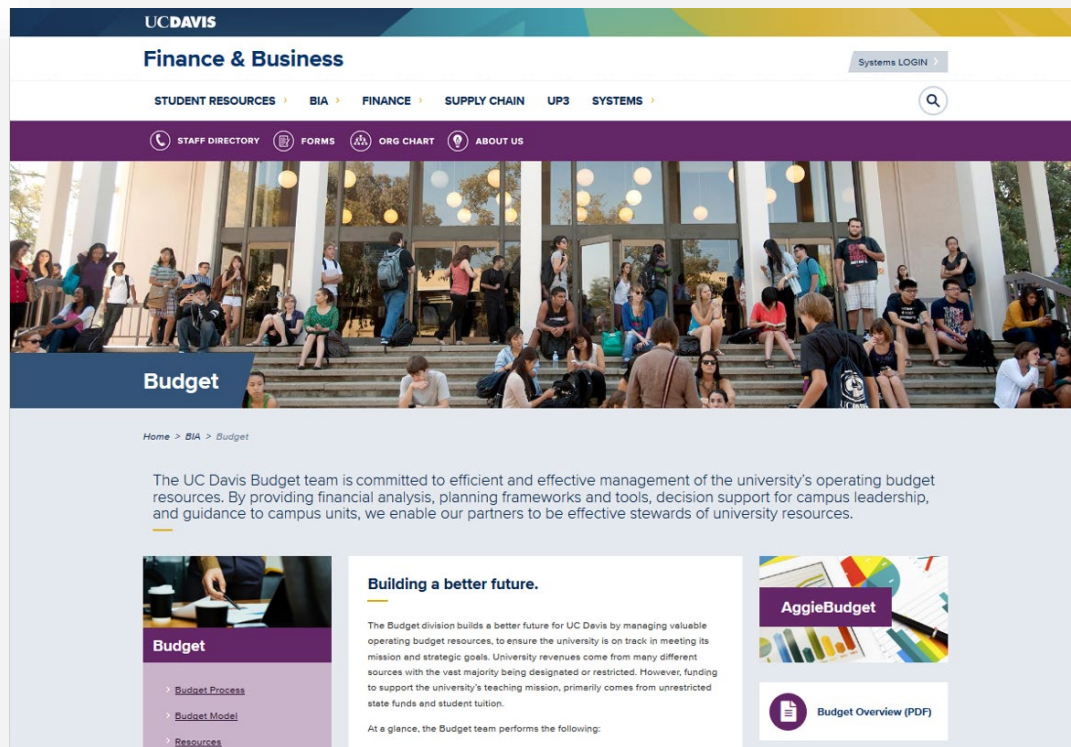 UCDAVIS
Finance & Business
Systems LOGIN
STUDENT RESOURCES
BIA
FINANCE
SUPPLY CHAIN
UP3
SYSTEMS
STAFF DIRECTORY
FORMS
ORG CHART
ABOUT US
Budget
Home > BIA > Budget
The UC Davis Budget team is committed to efficient and effective management of the university's operating budget
resources. By providing financial analysis, planning frameworks and tools, decision support for campus leadership,
and guidance to campus units, we enable our partners to be effective stewards of university resources.
Budget
Budget Process
Budget Model
Resources
Building a better future.
The Budget division builds a better future for UC Davis by managing valuable
operating budget resources, to ensure the university is on track in meeting its
mission and strategic goals. University revenues come from many different
sources with the vast majority being designated or restricted. However, funding
to support the university's teaching mission, primarily comes from unrestricted
state funds and student tuition.
At a glance, the Budget team performs the following:
AggieBudget
Budget Overview (PDF)